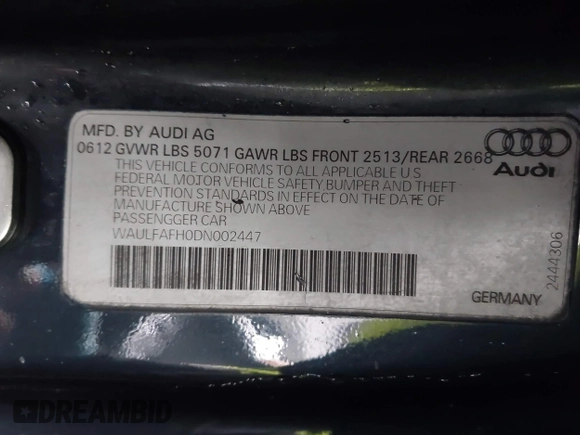 MFD. BY AUDI AG
0612 GVWR LBS 5071 GAWR LBS FRONT 2513/REAR 2668
THIS VEHICLE CONFORMS TO ALL APPLICABLE U S
FEDERAL MOTOR VEHICLE SAFETY,BUMPER AND THEFT
PREVENTION STANDARDS IN EFFECT ON THE DATE OF
MANUFACTURE SHOWN ABOVE
PASSENGGER CAR
WAULFAFH0DN002447
Audi
2444306
GERMANY
DREAMBID